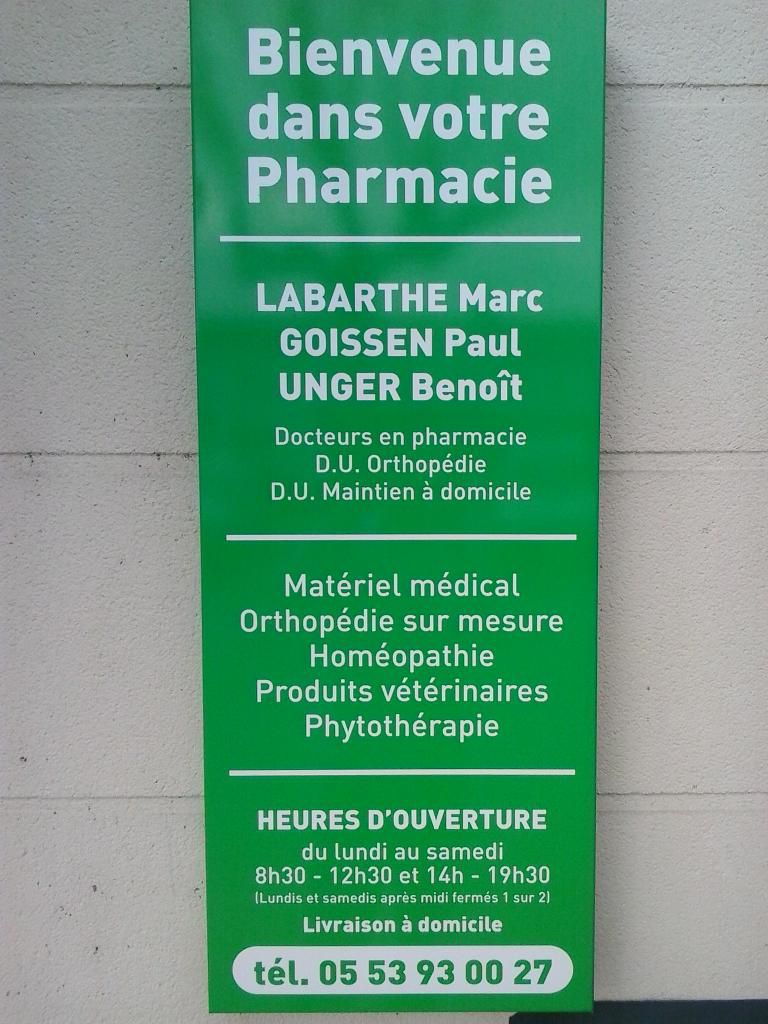 Bienvenue
dans votre
Pharmacie
LABARTHE Marc
GOISSEN Paul
UNGER Benoît
Docteurs en pharmacie
D.U. Orthopédie
D.U. Maintien à domicile
Matériel médical
Orthopédie sur mesure
Homéopathie
Produits vétérinaires
Phytothérapie
HEURES D'OUVERTURE
du lundi au samedi
8h30 - 12h30 et 14h - 19h30
(Lundis et samedis après midi fermés 1 sur 2)
Livraison à domicile
tél. 05 53 93 00 27